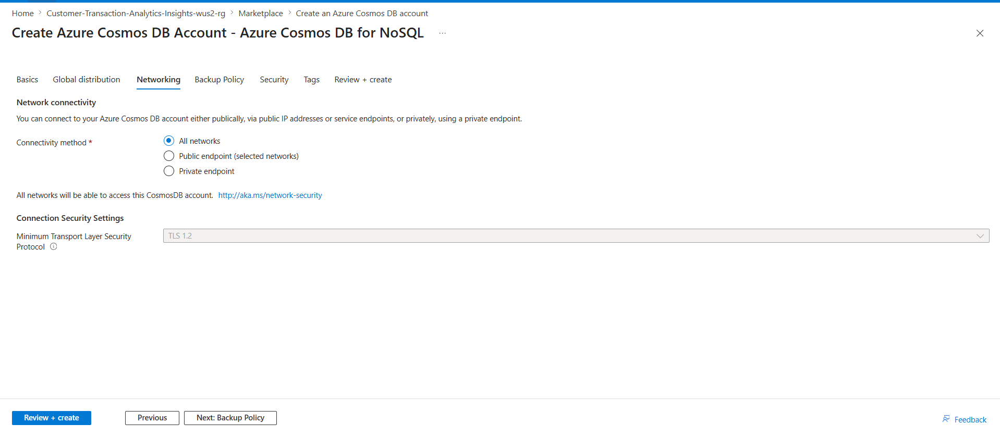 Home > Customer-Transaction-Analytics-Insights-wus2-rg > Marketplace > Create an Azure Cosmos DB account
Create Azure Cosmos DB Account - Azure Cosmos DB for NoSQL ...
Basics Global distribution Networking Backup Policy Security Tags Review + create
Network connectivity
You can connect to your Azure Cosmos DB account either publically, via public IP addresses or service endpoints, or privately, using a private endpoint.
Connectivity method *
All networks
Public endpoint (selected networks)
Private endpoint
All networks will be able to access this CosmosDB account. http://aka.ms/network-security
Connection Security Settings
Minimum Transport Layer Security
Protocol
TLS 1.2
Review + create Previous Next: Backup Policy Feedback